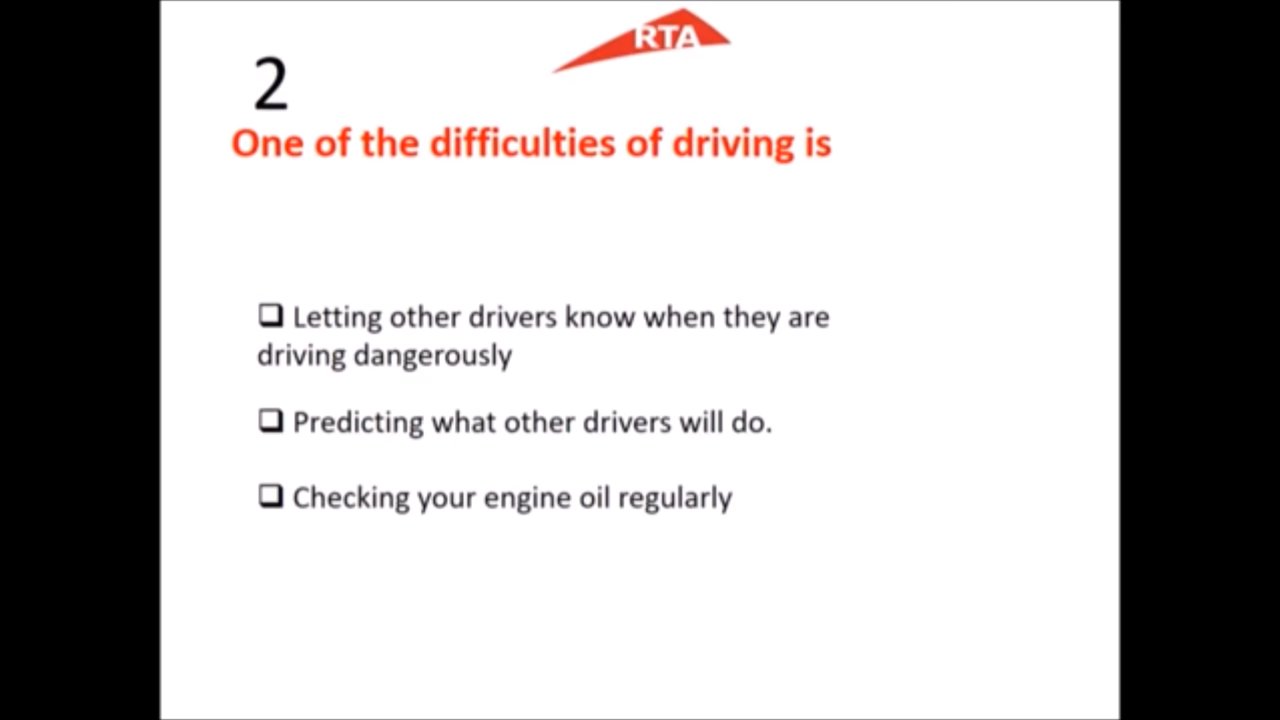 RTA
2
One of the difficulties of driving is
Letting other drivers know when they are
driving dangerously
Predicting what other drivers will do.
Checking your engine oil regularly